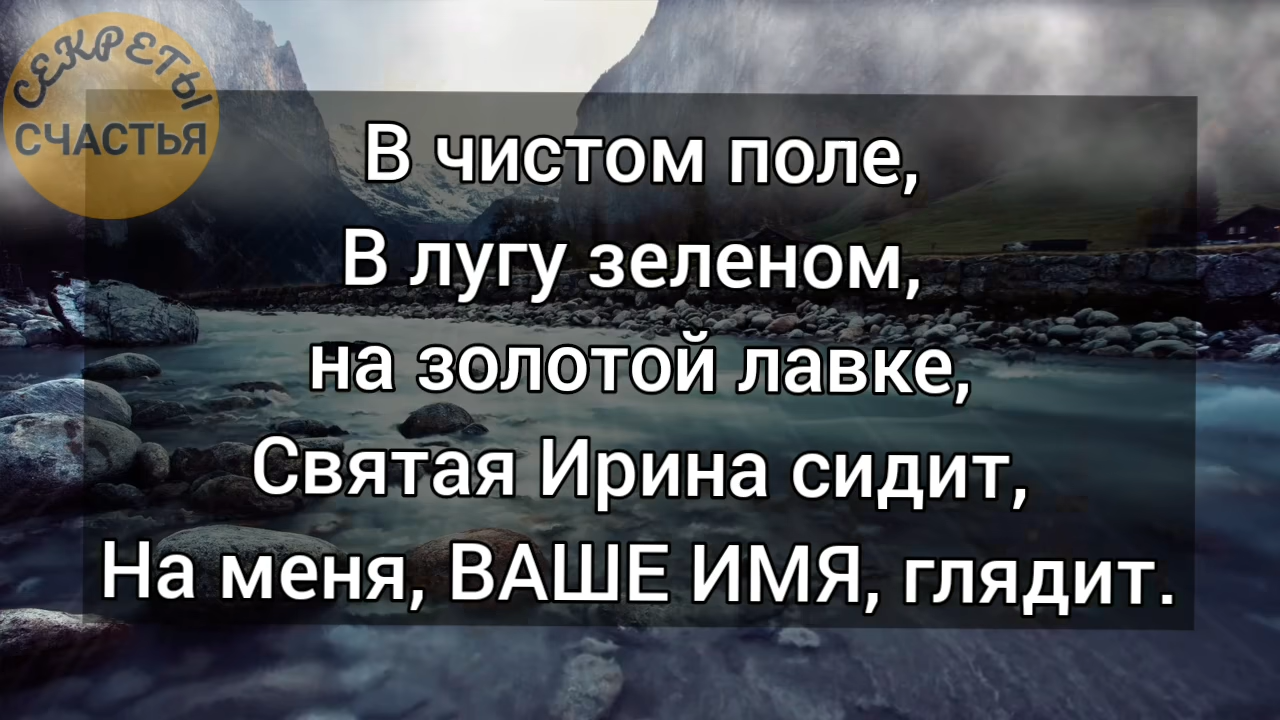 СЕКРЕТЫ
СЧАСТЬЯ
В чистом поле,
В лугу зеленом,
на золотой лавке,
Святая Ирина сидит,
На меня, ВАШЕ ИМЯ, глядит.